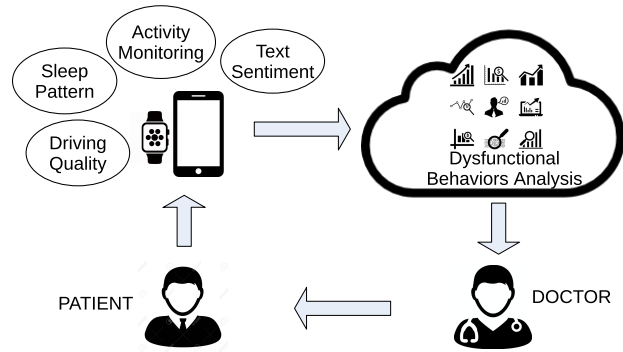 Activity
Monitoring
Text
Sentiment
Sleep
Pattern
Driving
Quality
Dysfunctional
Behaviors Analysis
PATIENT
DOCTOR